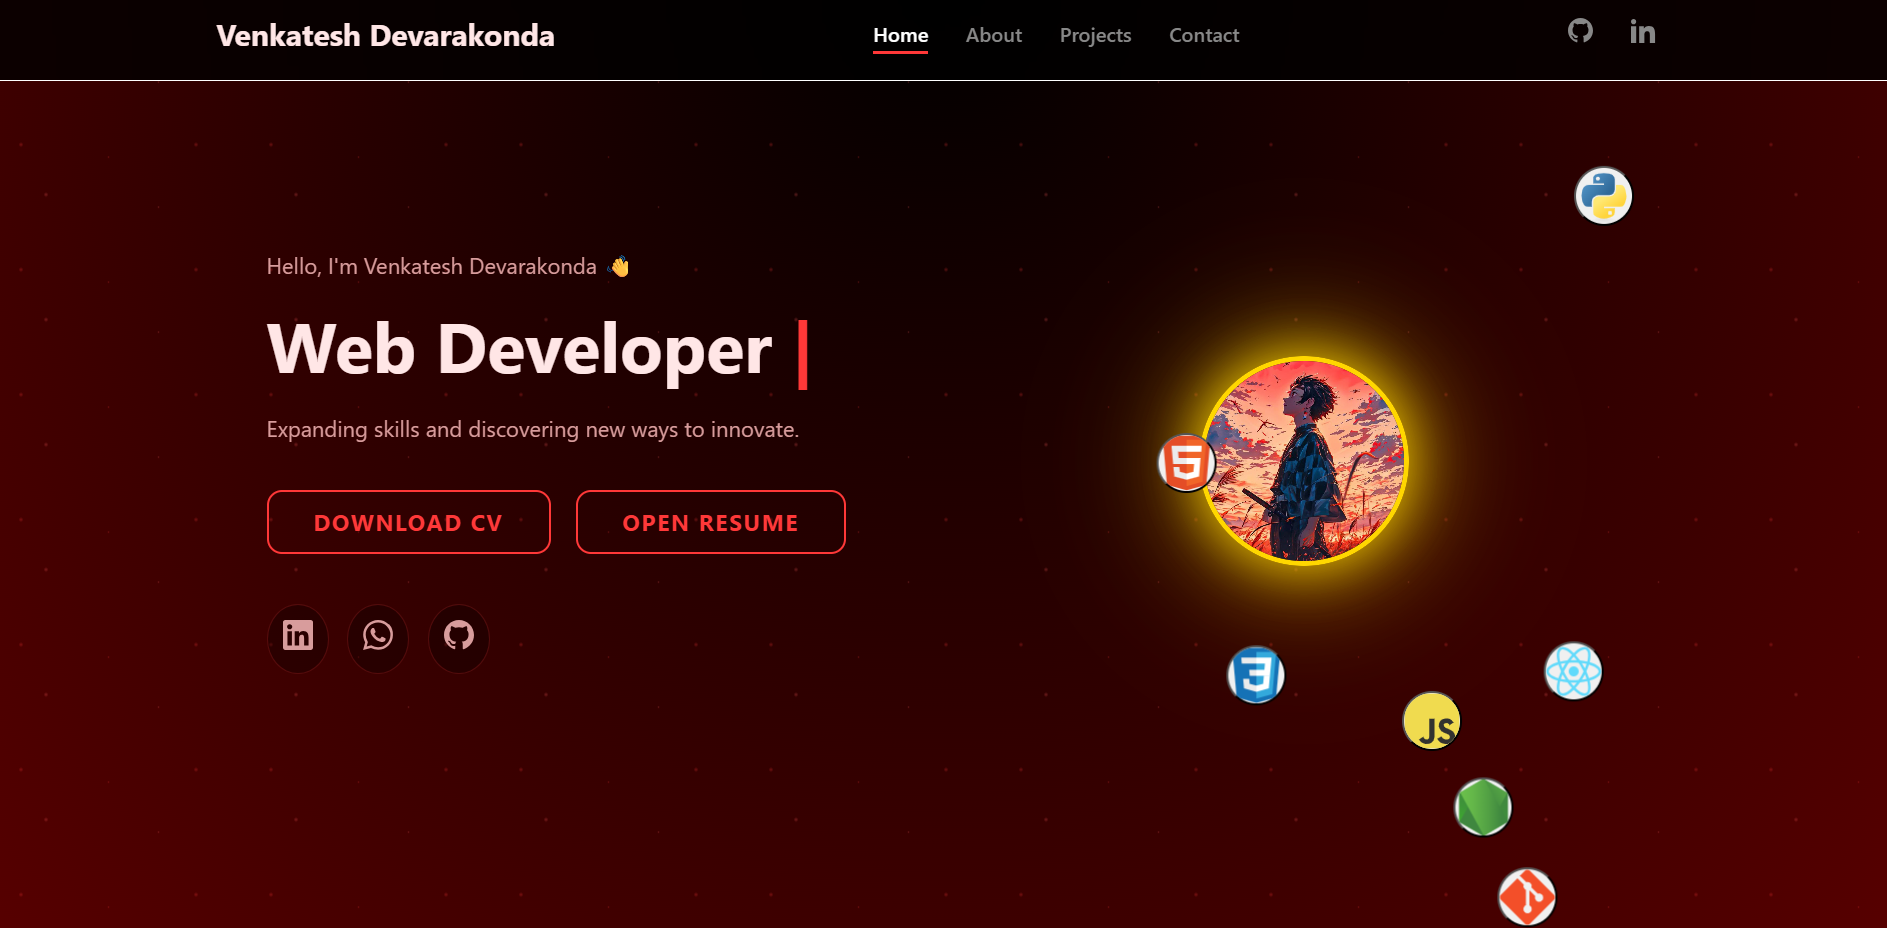 Venkatesh Devarakonda
Home About Projects Contact
in
Hello, I'm Venkatesh Devarakonda 👋
Web Developer |
Expanding skills and discovering new ways to innovate.
DOWNLOAD CV OPEN RESUME
in
5
3
JS